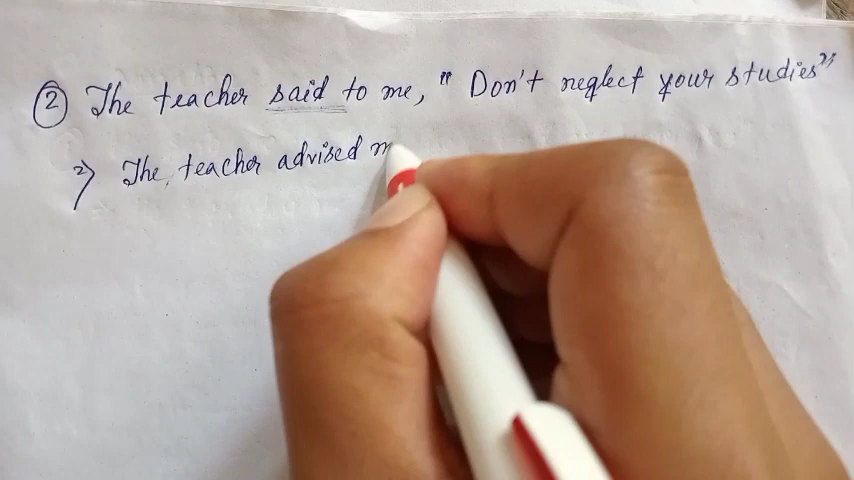 ② The teacher said to me, " Don't neglect your studies"
⇒ The teacher advised m